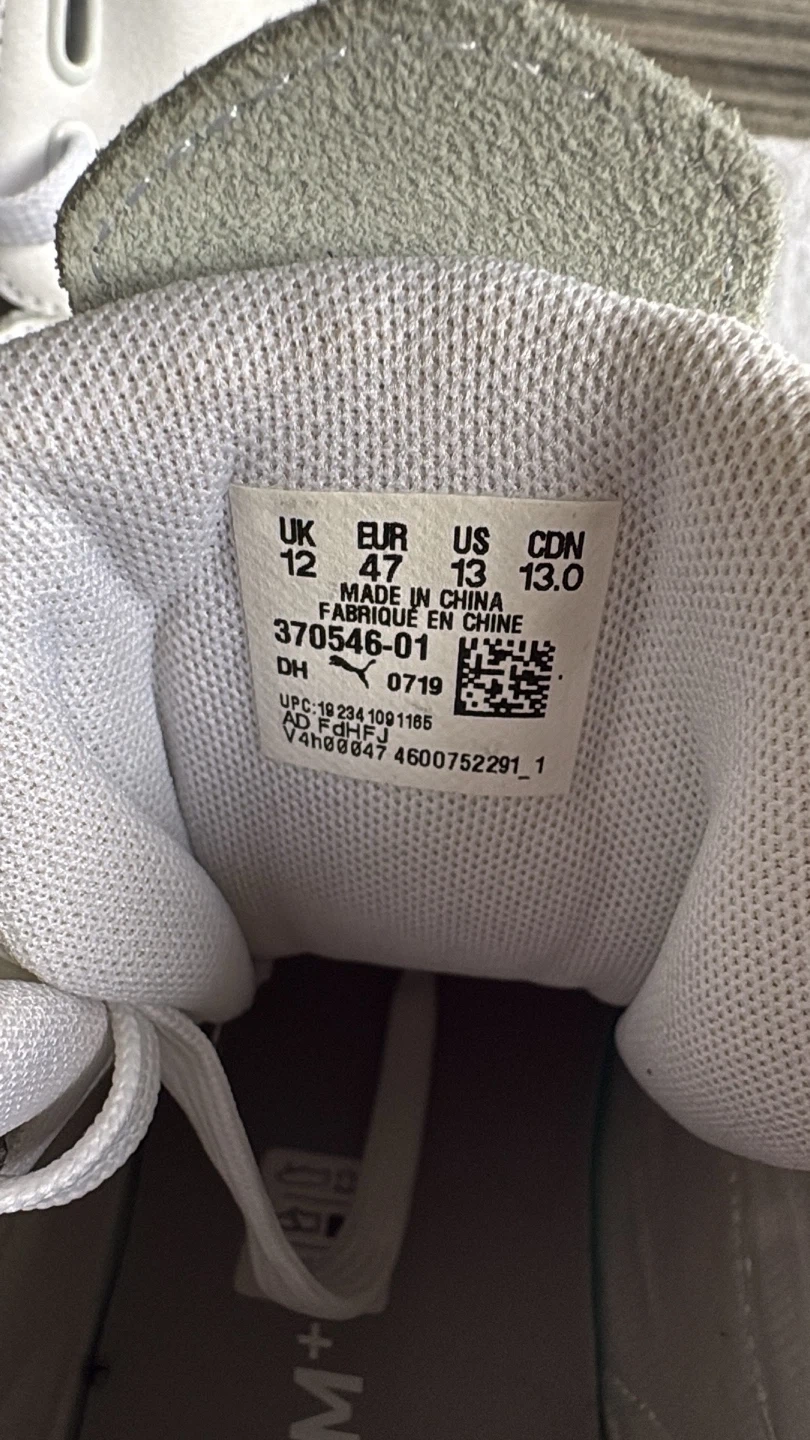 UK EUR US CDN
12 47 13 13.0
MADE IN CHINA
FABRIQUÉ EN CHINE
370546-01
DH 0719
UPC:192341091165
AD FdHFJ
V4h00047 4600752291_1
M+